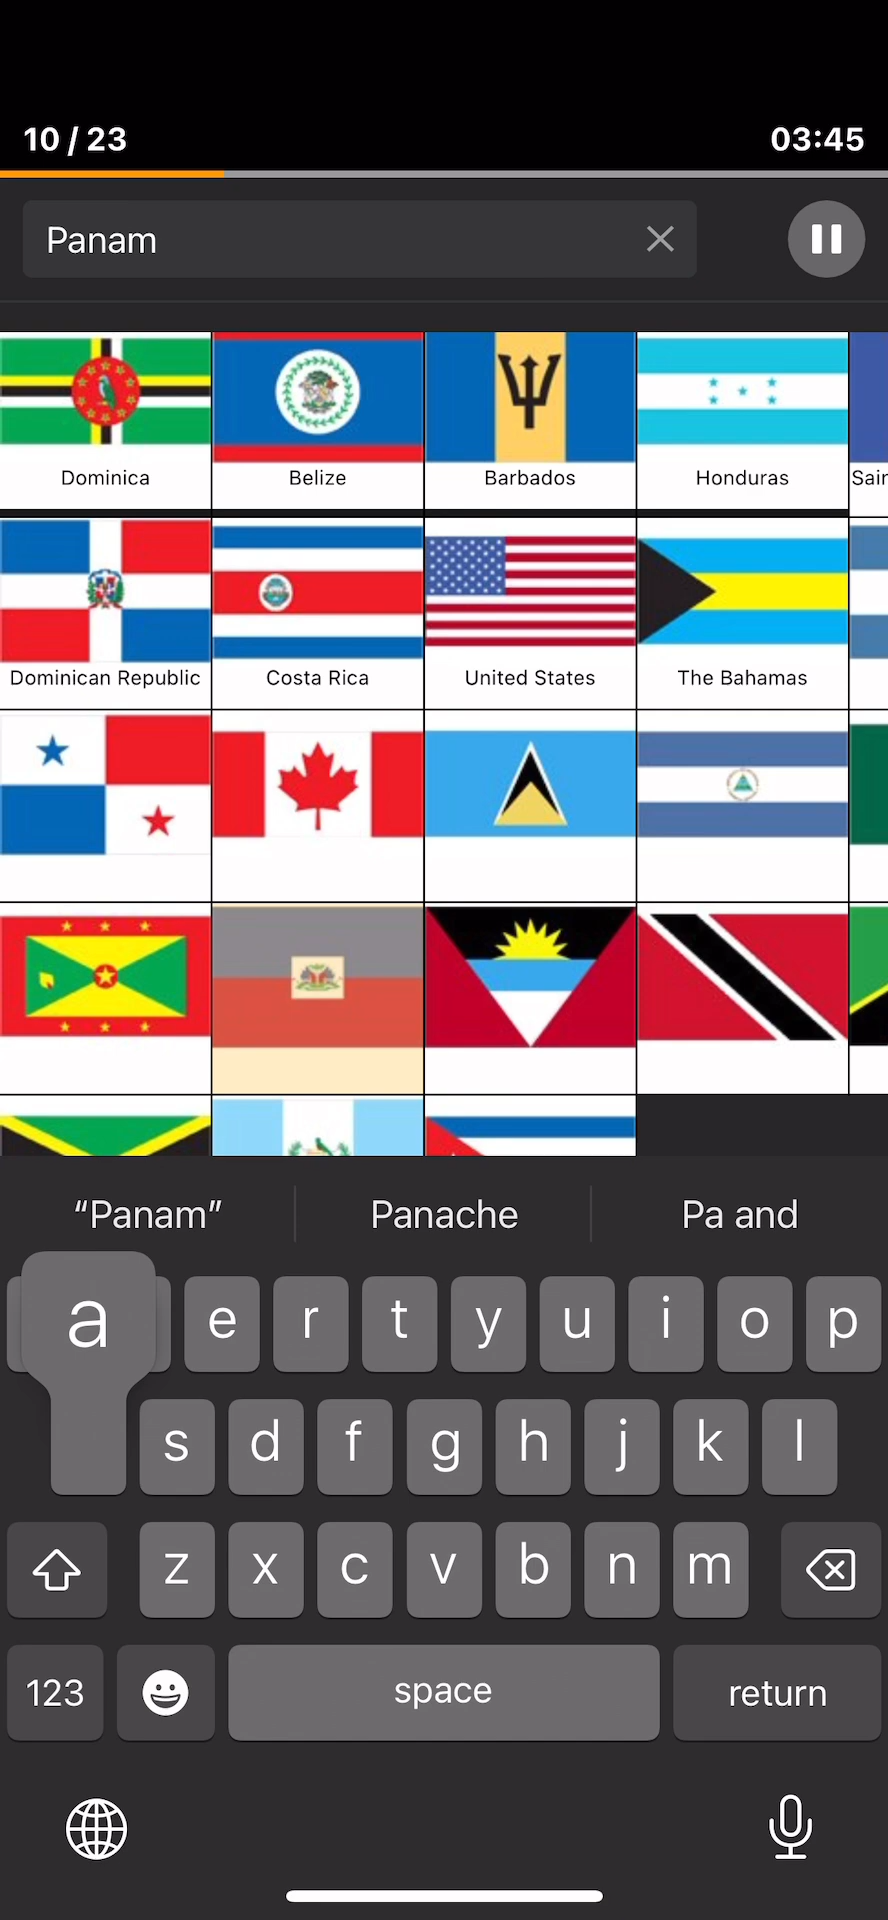 10 / 23
03:45
Panam
Dominica
Belize
Barbados
Honduras
Sain
Dominican Republic
Costa Rica
United States
The Bahamas
“Panam”
Panache
Pa and
a
e r t y u i o p
s d f g h j k l
z x c v b n m
123
space
return